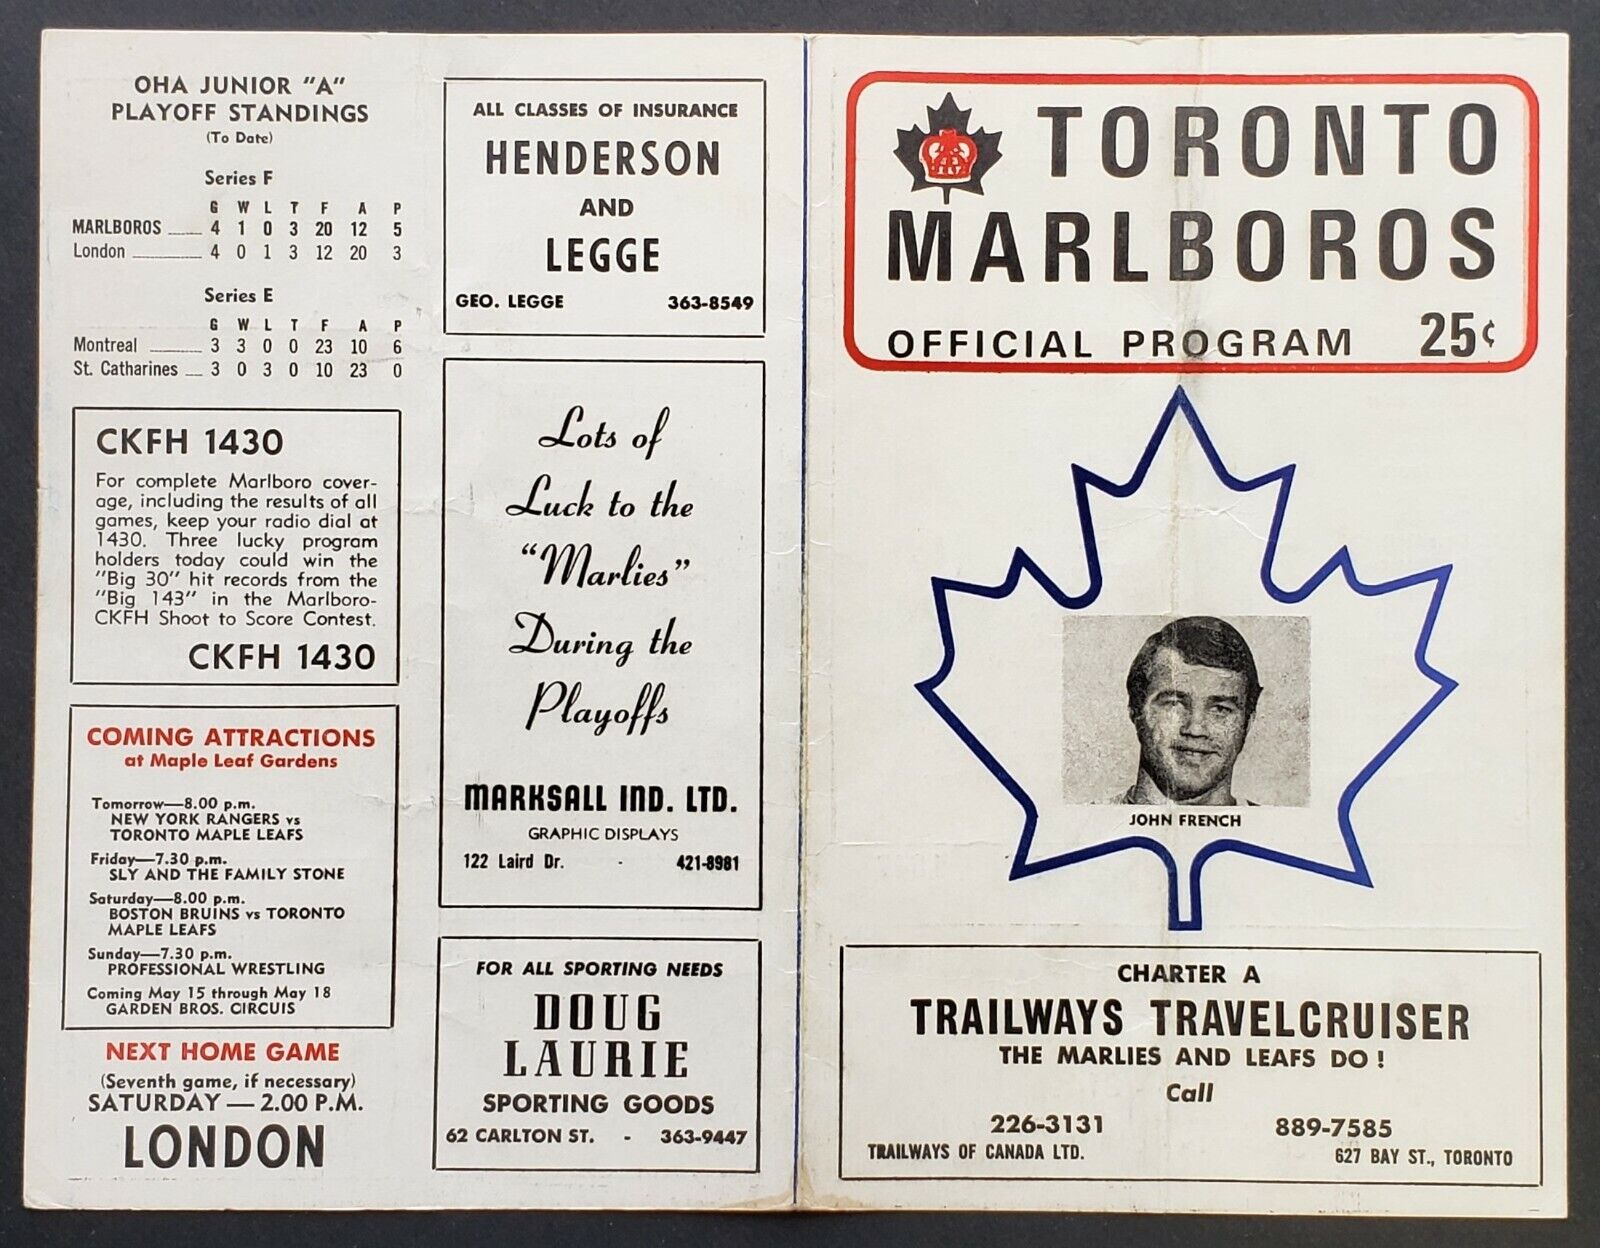 OHA JUNIOR "A"
PLAYOFF STANDINGS
(To Date)
Series F
G W L T F A P
MARLBOROS 4 1 0 3 20 12 5
London 4 0 1 3 12 20 3
Series E
G W L T F A P
Montreal 3 3 0 0 23 10 6
St. Catharines 3 0 3 0 10 23 0
CKFH 1430
For complete Marlboro cover-
age, including the results of all
games, keep your radio dial at
1430. Three lucky program
holders today could win the
"Big 30" hit records from the
"Big 143" in the Marlboro-
CKFH Shoot to Score Contest.
CKFH 1430
COMING ATTRACTIONS
at Maple Leaf Gardens
Tomorrow—8.00 p.m.
NEW YORK RANGERS vs
TORONTO MAPLE LEAFS
Friday—7.30 p.m.
SLY AND THE FAMILY STONE
Saturday—8.00 p.m.
BOSTON BRUINS vs TORONTO
MAPLE LEAFS
Sunday—7.30 p.m.
PROFESSIONAL WRESTLING
Coming May 15 through May 18
GARDEN BROS. CIRCUIS
NEXT HOME GAME
(Seventh game, if necessary)
SATURDAY — 2.00 P.M.
LONDON
ALL CLASSES OF INSURANCE
HENDERSON
AND
LEGGE
GEO. LEGGE 363-8549
Lots of
Luck to the
"Marlies"
During the
Playoffs
MARKSALL IND. LTD.
GRAPHIC DISPLAYS
122 Laird Dr. - 421-8981
FOR ALL SPORTING NEEDS
DOUG
LAURIE
SPORTING GOODS
62 CARLTON ST. - 363-9447
TORONTO
MARLBOROS
OFFICIAL PROGRAM 25¢
JOHN FRENCH
CHARTER A
TRAILWAYS TRAVELCRUISER
THE MARLIES AND LEAFS DO !
Call
226-3131 889-7585
TRAILWAYS OF CANADA LTD. 627 BAY ST., TORONTO